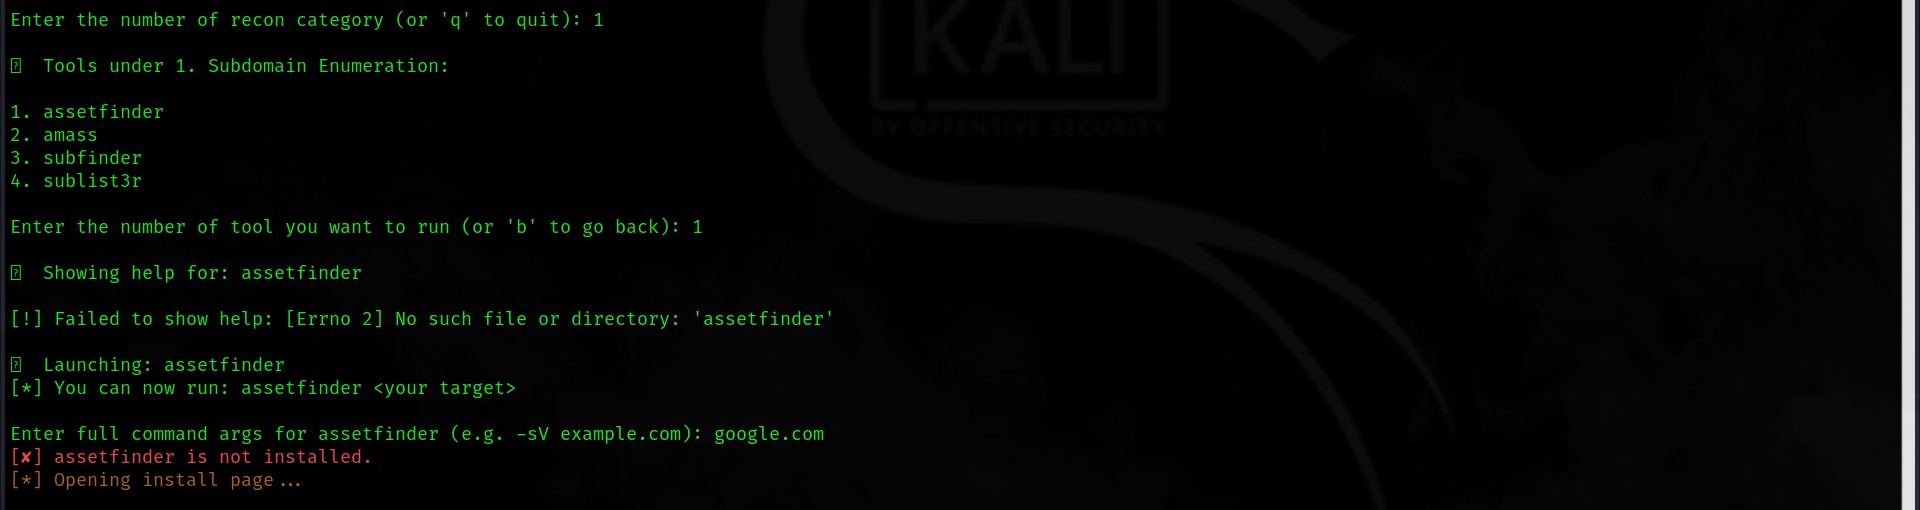 Enter the number of recon category (or 'q' to quit): 1
KALI
Tools under 1. Subdomain Enumeration:
BY OFFENSIVE SECURITY
1. assetfinder
2. amass
3. subfinder
4. sublist3r
Enter the number of tool you want to run (or 'b' to go back): 1
Showing help for: assetfinder
[!] Failed to show help: [Errno 2] No such file or directory: 'assetfinder'
Launching: assetfinder
[*] You can now run: assetfinder <your target>
Enter full command args for assetfinder (e.g. -sV example.com): google.com
[✘] assetfinder is not installed.
[*] Opening install page...